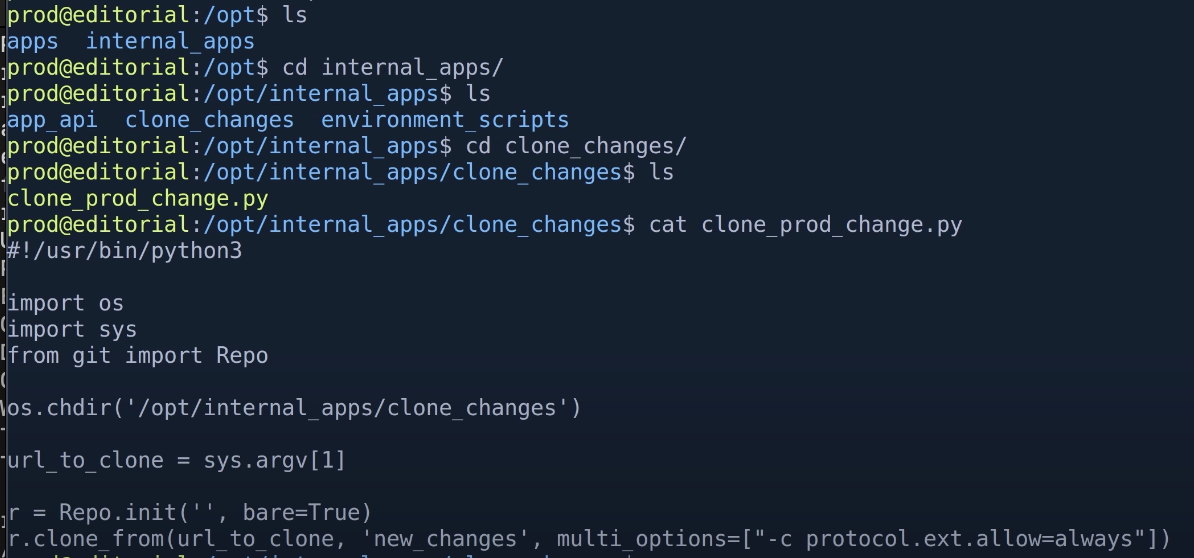 prod@editorial:/opt$ ls
apps  internal_apps
prod@editorial:/opt$ cd internal_apps/
prod@editorial:/opt/internal_apps$ ls
app_api  clone_changes  environment_scripts
prod@editorial:/opt/internal_apps$ cd clone_changes/
prod@editorial:/opt/internal_apps/clone_changes$ ls
clone_prod_change.py
prod@editorial:/opt/internal_apps/clone_changes$ cat clone_prod_change.py
#!/usr/bin/python3
import os
import sys
from git import Repo
os.chdir('/opt/internal_apps/clone_changes')
url_to_clone = sys.argv[1]
r = Repo.init('', bare=True)
r.clone_from(url_to_clone, 'new_changes', multi_options=["-c protocol.ext.allow=always"])